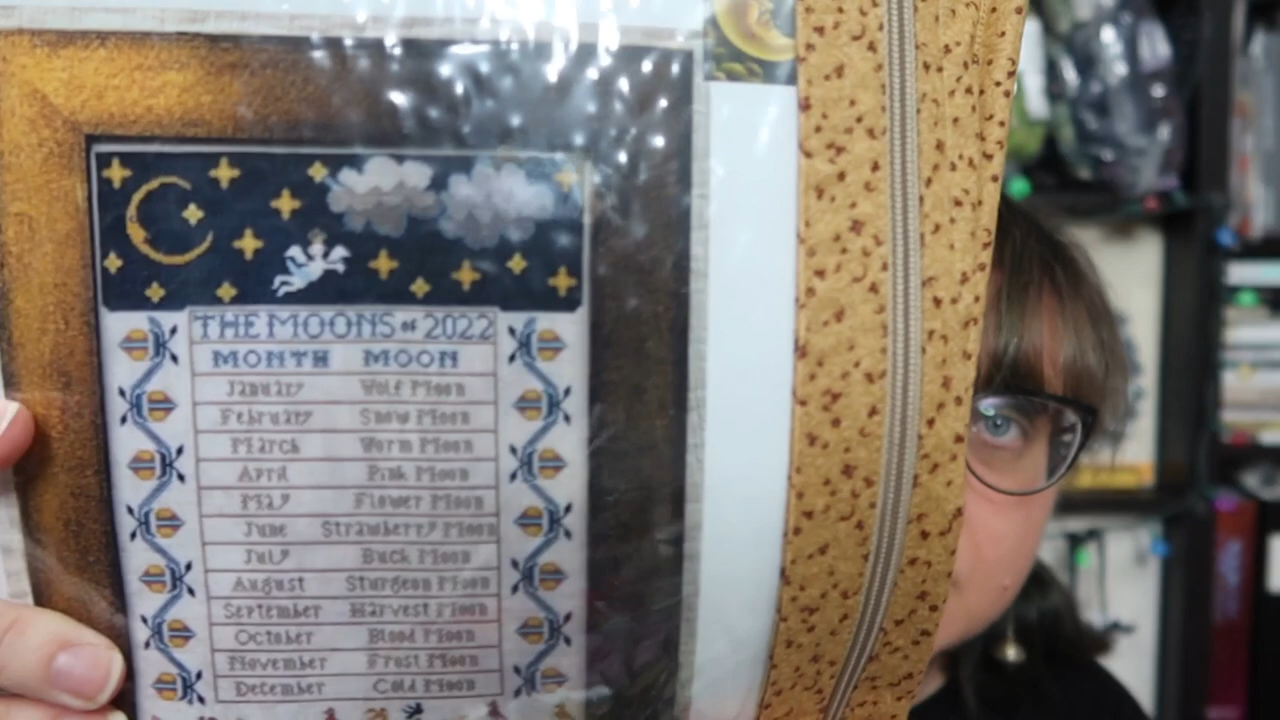 THE MOONS of 2022
MONTH MOON
January Wolf Moon
February Snow Moon
March Worm Moon
April Pink Moon
May Flower Moon
June Strawberry Moon
July Buck Moon
August Sturgeon Moon
September Harvest Moon
October Blood Moon
November Frost Moon
December Cold Moon